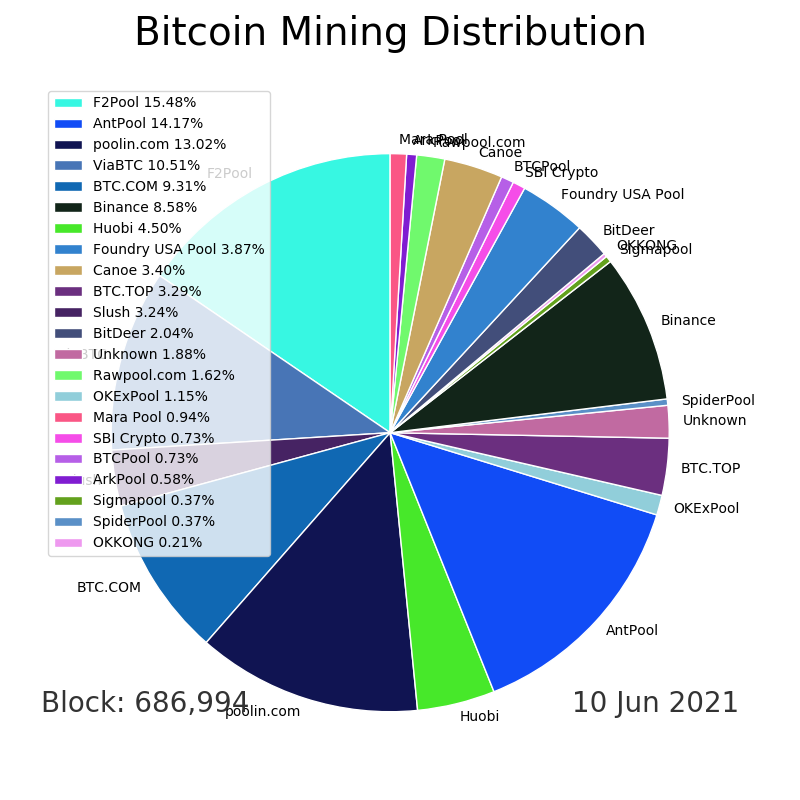 Bitcoin Mining Distribution
F2Pool 15.48%
AntPool 14.17%
poolin.com 13.02%
ViaBTC 10.51%
BTC.COM 9.31%
Binance 8.58%
Huobi 4.50%
Foundry USA Pool 3.87%
Canoe 3.40%
BTC.TOP 3.29%
Slush 3.24%
BitDeer 2.04%
Unknown 1.88%
Rawpool.com 1.62%
OKExPool 1.15%
Mara Pool 0.94%
SBI Crypto 0.73%
BTCPool 0.73%
ArkPool 0.58%
Sigmapool 0.37%
SpiderPool 0.37%
OKKONG 0.21%
Mara Pool
ArkPool
Rawpool.com
Canoe
BTCPool
SBI Crypto
Foundry USA Pool
BitDeer
OKKONG
Sigmapool
Binance
SpiderPool
Unknown
BTC.TOP
OKExPool
AntPool
Huobi
poolin.com
BTC.COM
F2Pool
Block: 686,994
10 Jun 2021